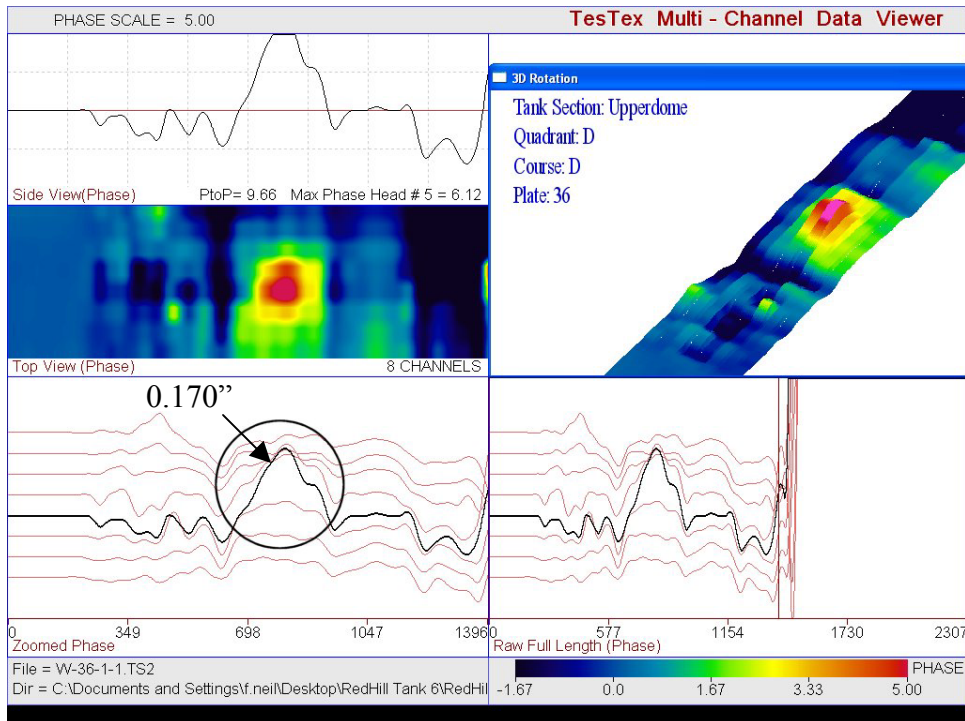 PHASE SCALE = 5.00
TesTex Multi - Channel Data Viewer
Side View(Phase) PtoP= 9.66 Max Phase Head # 5 = 6.12
3D Rotation
Tank Section: Upperdome
Quadrant: D
Course: D
Plate: 36
Top View (Phase) 8 CHANNELS
0.170”
0 349 698 1047 1396
Zoomed Phase
0 577 1154 1730 2307
Raw Full Length (Phase)
File = W-36-1-1.TS2
Dir = C:\Documents and Settings\f.neil\Desktop\RedHill Tank 6\RedHil
PHASE
-1.67 0.0 1.67 3.33 5.00